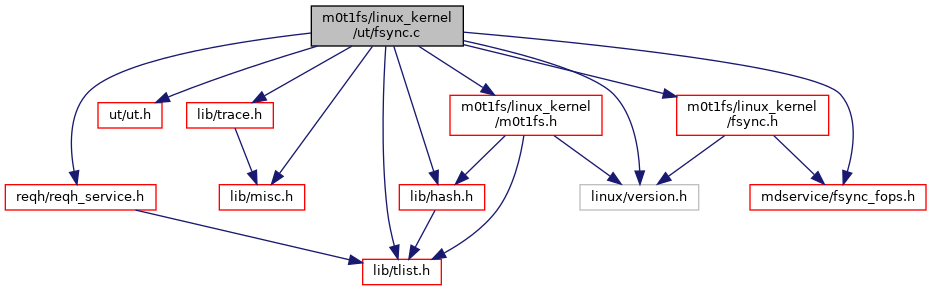 m0t1fs/linux_kernel
/ut/fsync.c
ut/ut.h
lib/trace.h
m0t1fs/linux_kernel
/m0t1fs.h
m0t1fs/linux_kernel
/fsync.h
reqh/reqh_service.h
lib/misc.h
lib/hash.h
linux/version.h
mdservice/fsync_fops.h
lib/tlist.h